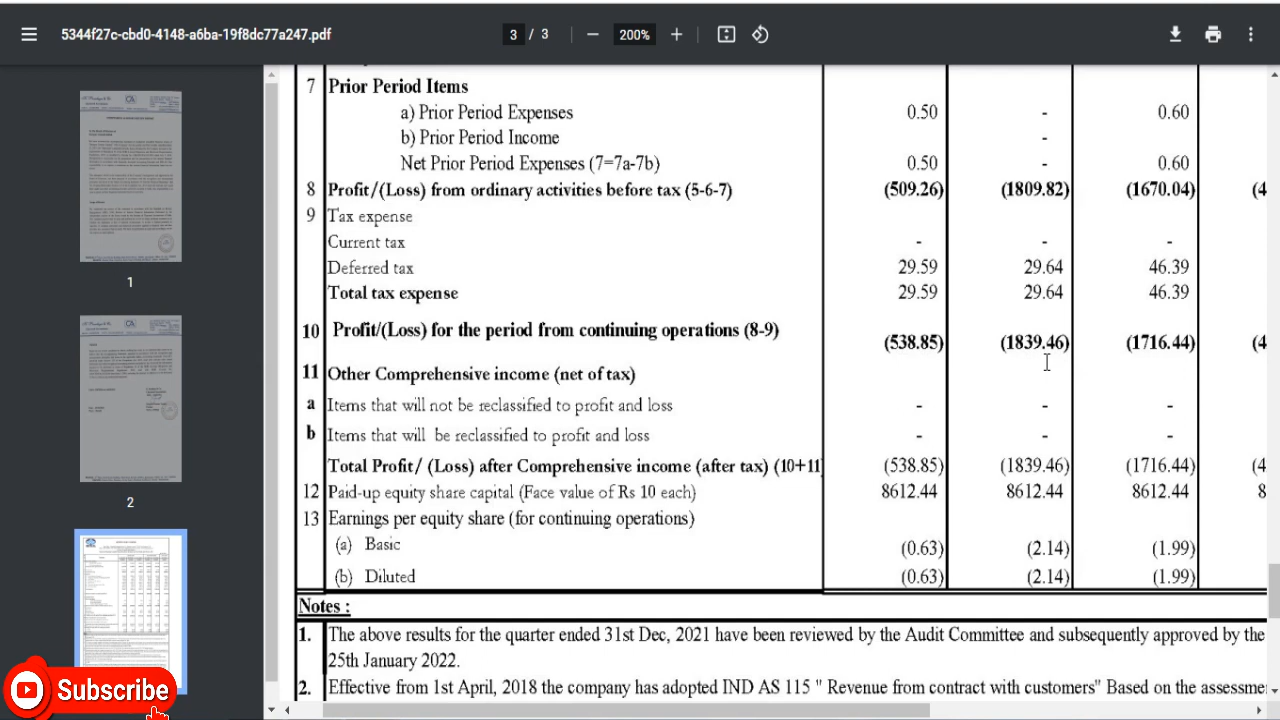 5344f27c-cbd0-4148-a6ba-19f8dc77a247.pdf 3 / 3 200%
7 Prior Period Items
a) Prior Period Expenses 0.50 - 0.60
b) Prior Period Income -
Net Prior Period Expenses (7=7a-7b) 0.50 - 0.60
8 Profit/(Loss) from ordinary activities before tax (5-6-7) (509.26) (1809.82) (1670.04) (4
9 Tax expense
Current tax - - -
Deferred tax 29.59 29.64 46.39
Total tax expense 29.59 29.64 46.39
10 Profit/(Loss) for the period from continuing operations (8-9) (538.85) (1839.46) (1716.44) (4
11 Other Comprehensive income (net of tax)
a Items that will not be reclassified to profit and loss - - -
b Items that will be reclassified to profit and loss - - -
Total Profit/ (Loss) after Comprehensive income (after tax) (10+11 (538.85) (1839.46) (1716.44) (4
12 Paid-up equity share capital (Face value of Rs 10 each) 8612.44 8612.44 8612.44 8
13 Earnings per equity share (for continuing operations)
(a) Basic (0.63) (2.14) (1.99)
(b) Diluted (0.63) (2.14) (1.99)
Notes :
1. The above results for the quarter ended 31st Dec, 2021 have been reviewed by the Audit Committee and subsequently approved by the
25th January 2022.
2. Effective from 1st April, 2018 the company has adopted IND AS 115 " Revenue from contract with customers" Based on the assessme
1
2
Subscribe